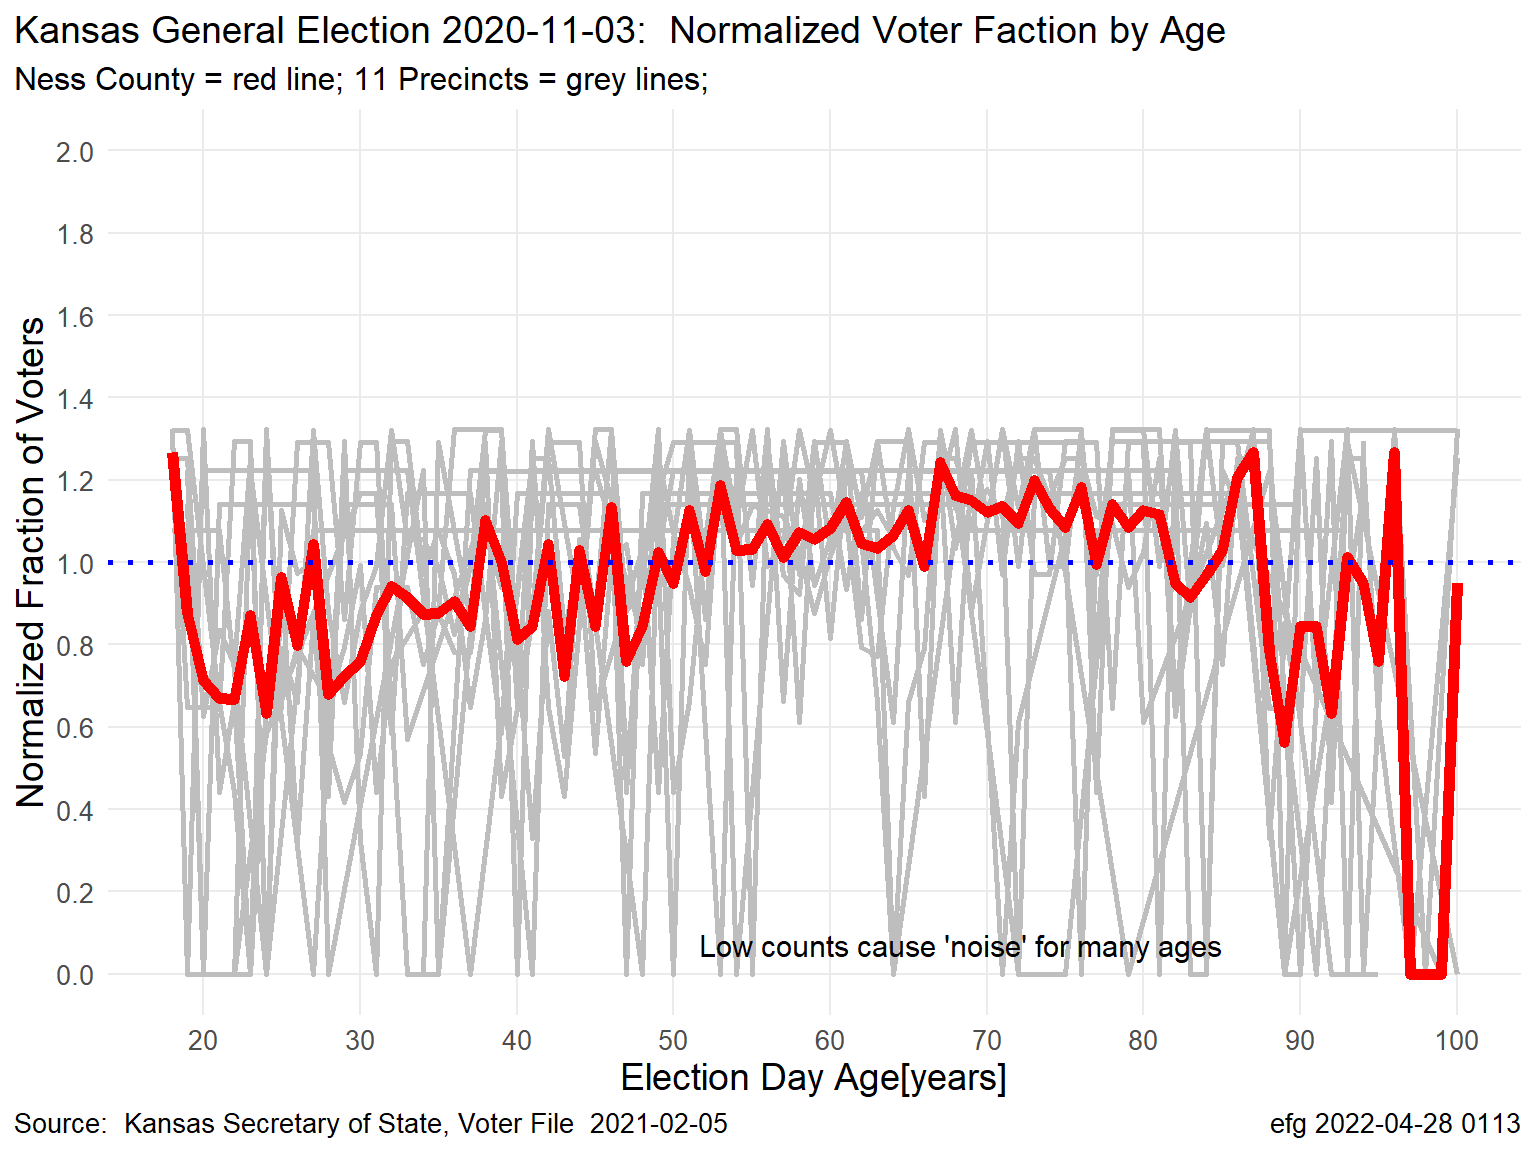 Kansas General Election 2020-11-03:  Normalized Voter Faction by Age
Ness County = red line; 11 Precincts = grey lines;
Normalized Fraction of Voters
2.0
1.8
1.6
1.4
1.2
1.0
0.8
0.6
0.4
0.2
0.0
Low counts cause 'noise' for many ages
20 30 40 50 60 70 80 90 100
Election Day Age[years]
Source:  Kansas Secretary of State, Voter File  2021-02-05
efg 2022-04-28 0113